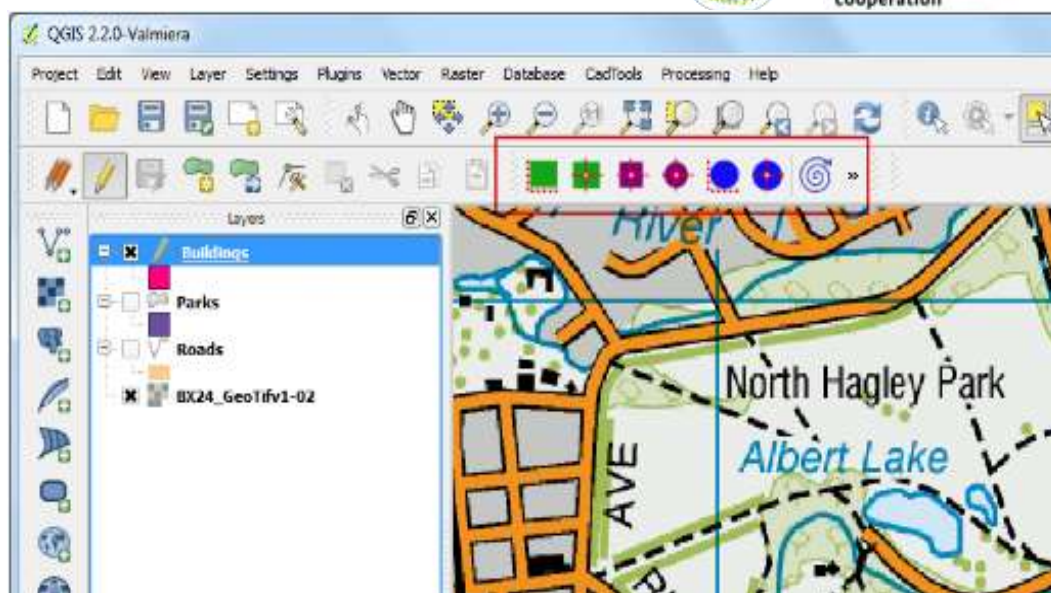 cooperation
QGIS 2.2.0-Valmiera
Project Edit View Layer Settings Plugins Vector Raster Database CadTools Processing Help
Layers
Buildings
Parks
Roads
BX24_GeoTifv1-02
River
North Hagley Park
Albert Lake
AVE